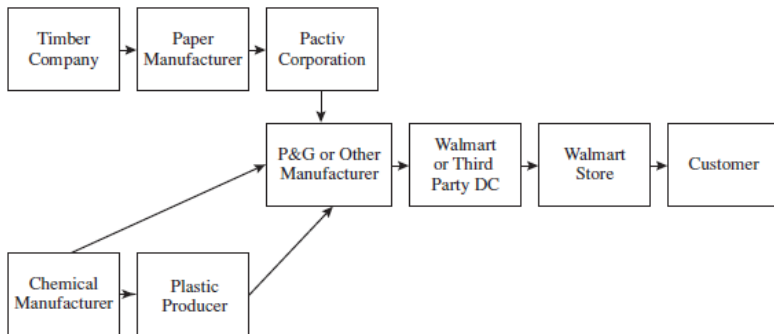 Timber
Company
Paper
Manufacturer
Pactiv
Corporation
P&G or Other
Manufacturer
Walmart
or Third
Party DC
Walmart
Store
Customer
Chemical
Manufacturer
Plastic
Producer